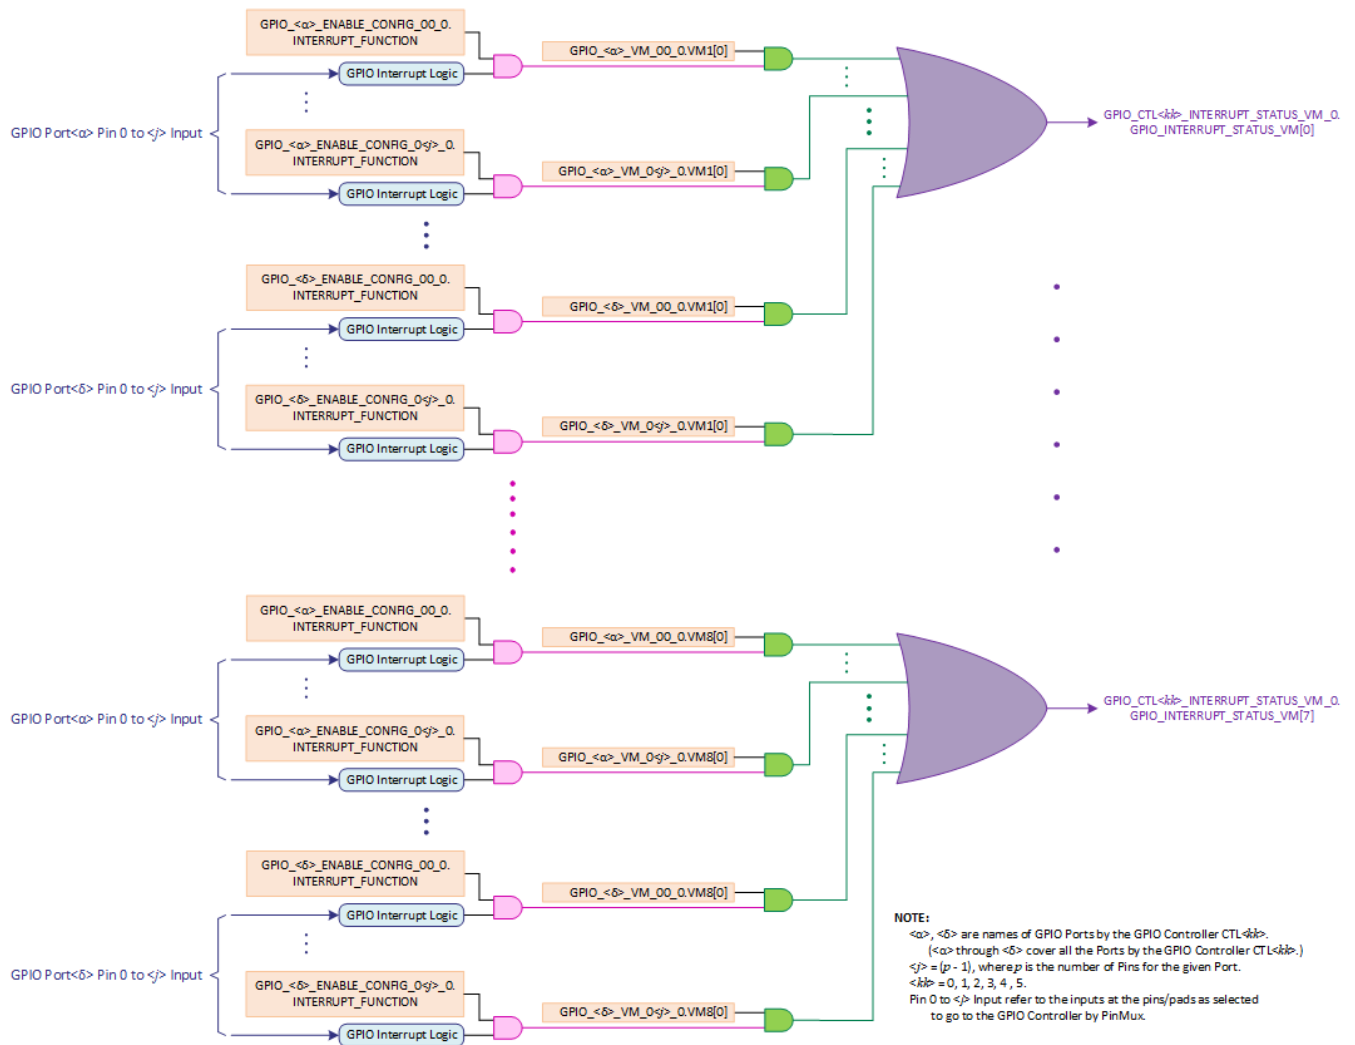 GPIO_<α>_ENABLE_CONFIG_00_0.
INTERRUPT_FUNCTION
GPIO_<α>_VM_00_0.VM1[0]
GPIO Interrupt Logic
GPIO Port<α> Pin 0 to <j> Input
GPIO_CTL<kk>_INTERRUPT_STATUS_VM_0.
GPIO_INTERRUPT_STATUS_VM[0]
GPIO_<α>_ENABLE_CONFIG_0<j>_0.
INTERRUPT_FUNCTION
GPIO_<α>_VM_0<j>_0.VM1[0]
GPIO Interrupt Logic
GPIO_<δ>_ENABLE_CONFIG_00_0.
INTERRUPT_FUNCTION
GPIO_<δ>_VM_00_0.VM1[0]
GPIO Interrupt Logic
GPIO Port<δ> Pin 0 to <j> Input
GPIO_<δ>_ENABLE_CONFIG_0<j>_0.
INTERRUPT_FUNCTION
GPIO_<δ>_VM_0<j>_0.VM1[0]
GPIO Interrupt Logic
GPIO_<α>_ENABLE_CONFIG_00_0.
INTERRUPT_FUNCTION
GPIO_<α>_VM_00_0.VM8[0]
GPIO Interrupt Logic
GPIO Port<α> Pin 0 to <j> Input
GPIO_CTL<kk>_INTERRUPT_STATUS_VM_0.
GPIO_INTERRUPT_STATUS_VM[7]
GPIO_<α>_ENABLE_CONFIG_0<j>_0.
INTERRUPT_FUNCTION
GPIO_<α>_VM_0<j>_0.VM8[0]
GPIO Interrupt Logic
GPIO_<δ>_ENABLE_CONFIG_00_0.
INTERRUPT_FUNCTION
GPIO_<δ>_VM_00_0.VM8[0]
GPIO Interrupt Logic
GPIO Port<δ> Pin 0 to <j> Input
GPIO_<δ>_ENABLE_CONFIG_0<j>_0.
INTERRUPT_FUNCTION
GPIO_<δ>_VM_0<j>_0.VM8[0]
GPIO Interrupt Logic
NOTE:
<α>, <δ> are names of GPIO Ports by the GPIO Controller CTL<kk>.
(<α> through <δ> cover all the Ports by the GPIO Controller CTL<kk>.)
<j> = (p - 1), where p is the number of Pins for the given Port.
<kk> = 0, 1, 2, 3, 4, 5.
Pin 0 to <j> Input refer to the inputs at the pins/pads as selected
to go to the GPIO Controller by PinMux.